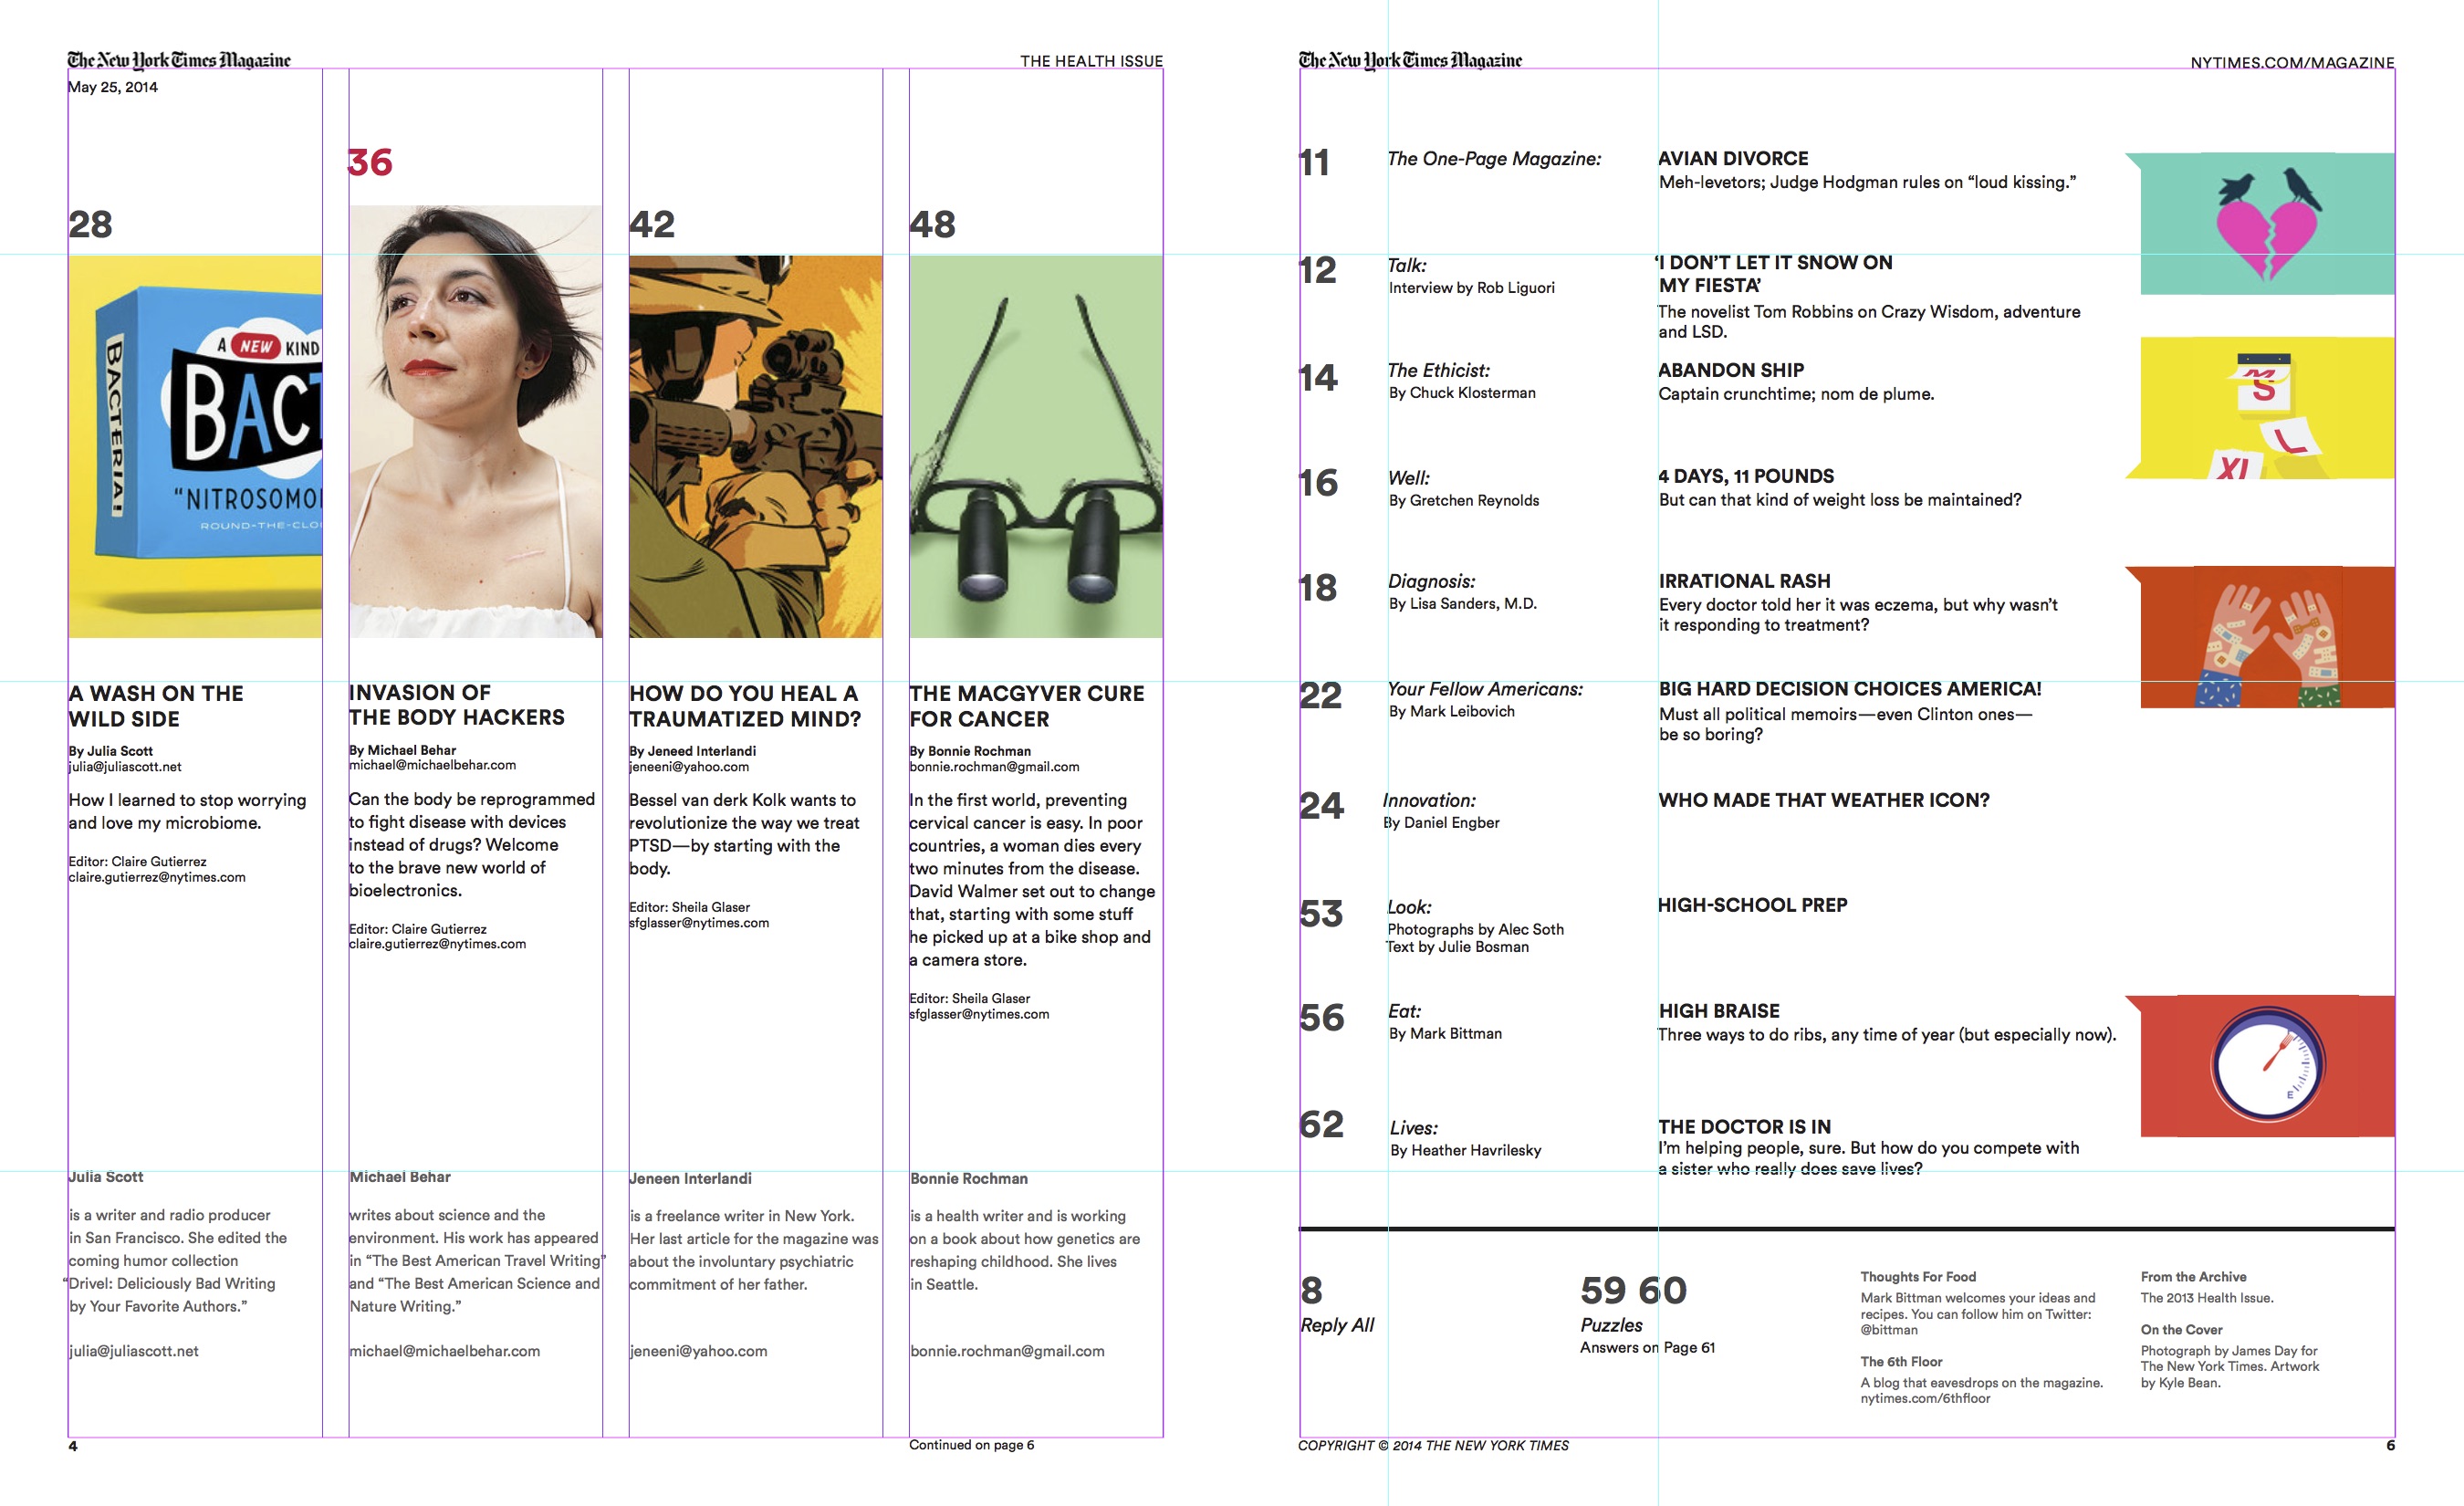 The New York Times Magazine
THE HEALTH ISSUE
May 25, 2014
28
A NEW KIND
BACTERIA!
BACT
"NITROSOMO
ROUND-THE-CLO
A WASH ON THE
WILD SIDE
By Julia Scott
julia@juliascott.net
How I learned to stop worrying
and love my microbiome.
Editor: Claire Gutierrez
claire.gutierrez@nytimes.com
Julia Scott
is a writer and radio producer
in San Francisco. She edited the
coming humor collection
“Drivel: Deliciously Bad Writing
by Your Favorite Authors.”
julia@juliascott.net
36
INVASION OF
THE BODY HACKERS
By Michael Behar
michael@michaelbehar.com
Can the body be reprogrammed
to fight disease with devices
instead of drugs? Welcome
to the brave new world of
bioelectronics.
Editor: Claire Gutierrez
claire.gutierrez@nytimes.com
Michael Behar
writes about science and the
environment. His work has appeared
in “The Best American Travel Writing”
and “The Best American Science and
Nature Writing.”
michael@michaelbehar.com
42
HOW DO YOU HEAL A
TRAUMATIZED MIND?
By Jeneed Interlandi
jeneeni@yahoo.com
Bessel van derk Kolk wants to
revolutionize the way we treat
PTSD—by starting with the
body.
Editor: Sheila Glaser
sfglasser@nytimes.com
Jeneen Interlandi
is a freelance writer in New York.
Her last article for the magazine was
about the involuntary psychiatric
commitment of her father.
jeneeni@yahoo.com
48
THE MACGYVER CURE
FOR CANCER
By Bonnie Rochman
bonnie.rochman@gmail.com
In the first world, preventing
cervical cancer is easy. In poor
countries, a woman dies every
two minutes from the disease.
David Walmer set out to change
that, starting with some stuff
he picked up at a bike shop and
a camera store.
Editor: Sheila Glaser
sfglasser@nytimes.com
Bonnie Rochman
is a health writer and is working
on a book about how genetics are
reshaping childhood. She lives
in Seattle.
bonnie.rochman@gmail.com
4
Continued on page 6
The New York Times Magazine
NYTIMES.COM/MAGAZINE
11
The One-Page Magazine:
AVIAN DIVORCE
Meh-levetors; Judge Hodgman rules on “loud kissing.”
12
Talk:
Interview by Rob Liguori
‘I DON’T LET IT SNOW ON
MY FIESTA’
The novelist Tom Robbins on Crazy Wisdom, adventure
and LSD.
14
The Ethicist:
By Chuck Klosterman
ABANDON SHIP
Captain crunchtime; nom de plume.
M
S
L
XL
16
Well:
By Gretchen Reynolds
4 DAYS, 11 POUNDS
But can that kind of weight loss be maintained?
18
Diagnosis:
By Lisa Sanders, M.D.
IRRATIONAL RASH
Every doctor told her it was eczema, but why wasn’t
it responding to treatment?
22
Your Fellow Americans:
By Mark Leibovich
BIG HARD DECISION CHOICES AMERICA!
Must all political memoirs—even Clinton ones—
be so boring?
24
Innovation:
By Daniel Engber
WHO MADE THAT WEATHER ICON?
53
Look:
Photographs by Alec Soth
Text by Julie Bosman
HIGH-SCHOOL PREP
56
Eat:
By Mark Bittman
HIGH BRAISE
Three ways to do ribs, any time of year (but especially now).
E
62
Lives:
By Heather Havrilesky
THE DOCTOR IS IN
I’m helping people, sure. But how do you compete with
a sister who really does save lives?
8
Reply All
59 60
Puzzles
Answers on Page 61
Thoughts For Food
Mark Bittman welcomes your ideas and
recipes. You can follow him on Twitter:
@bittman
The 6th Floor
A blog that eavesdrops on the magazine.
nytimes.com/6thfloor
From the Archive
The 2013 Health Issue.
On the Cover
Photograph by James Day for
The New York Times. Artwork
by Kyle Bean.
COPYRIGHT © 2014 THE NEW YORK TIMES
6